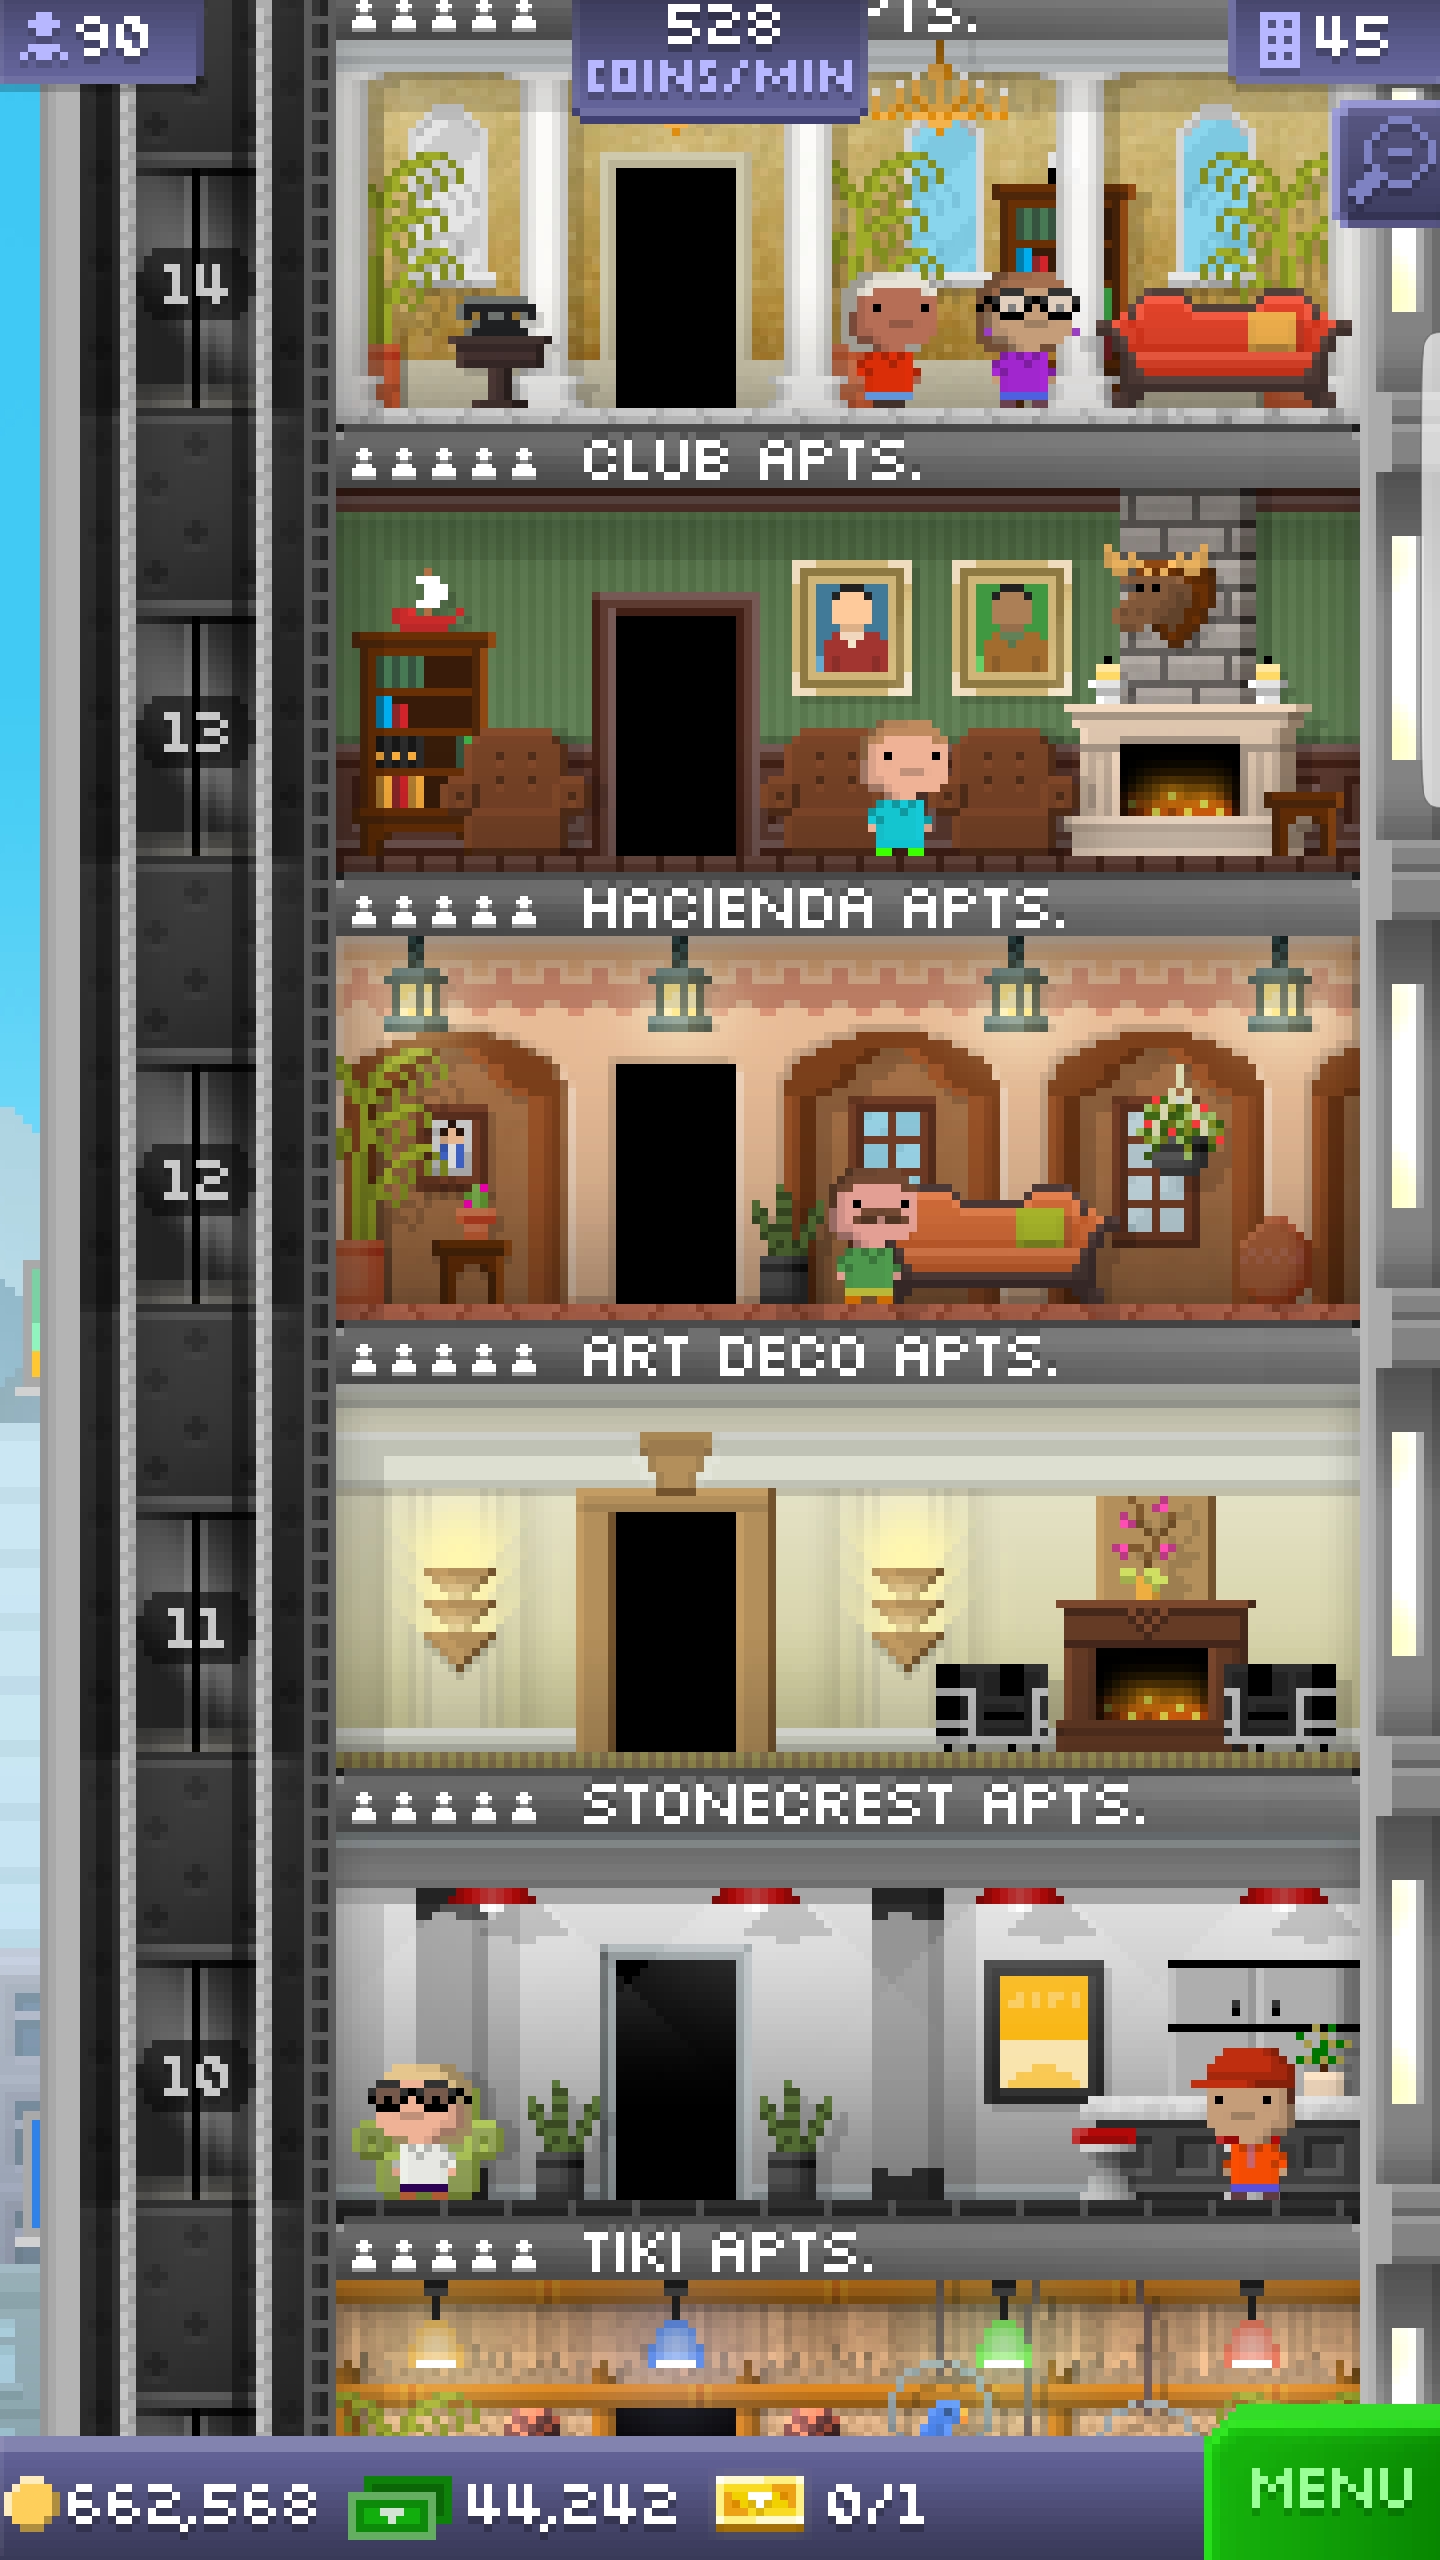 90
528
COINS/MIN
PTS.
45
14
CLUB APTS.
13
HACIENDA APTS.
12
ART DECO APTS.
11
STONECREST APTS.
10
TIKI APTS.
662,568
44,242
0/1
MENU